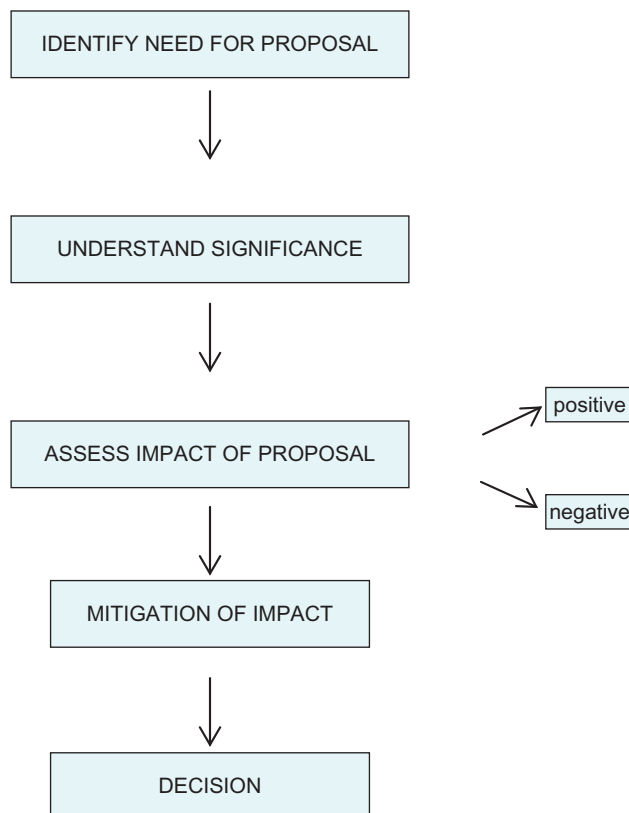 IDENTIFY NEED FOR PROPOSAL
UNDERSTAND SIGNIFICANCE
positive
ASSESS IMPACT OF PROPOSAL
negative
MITIGATION OF IMPACT
DECISION